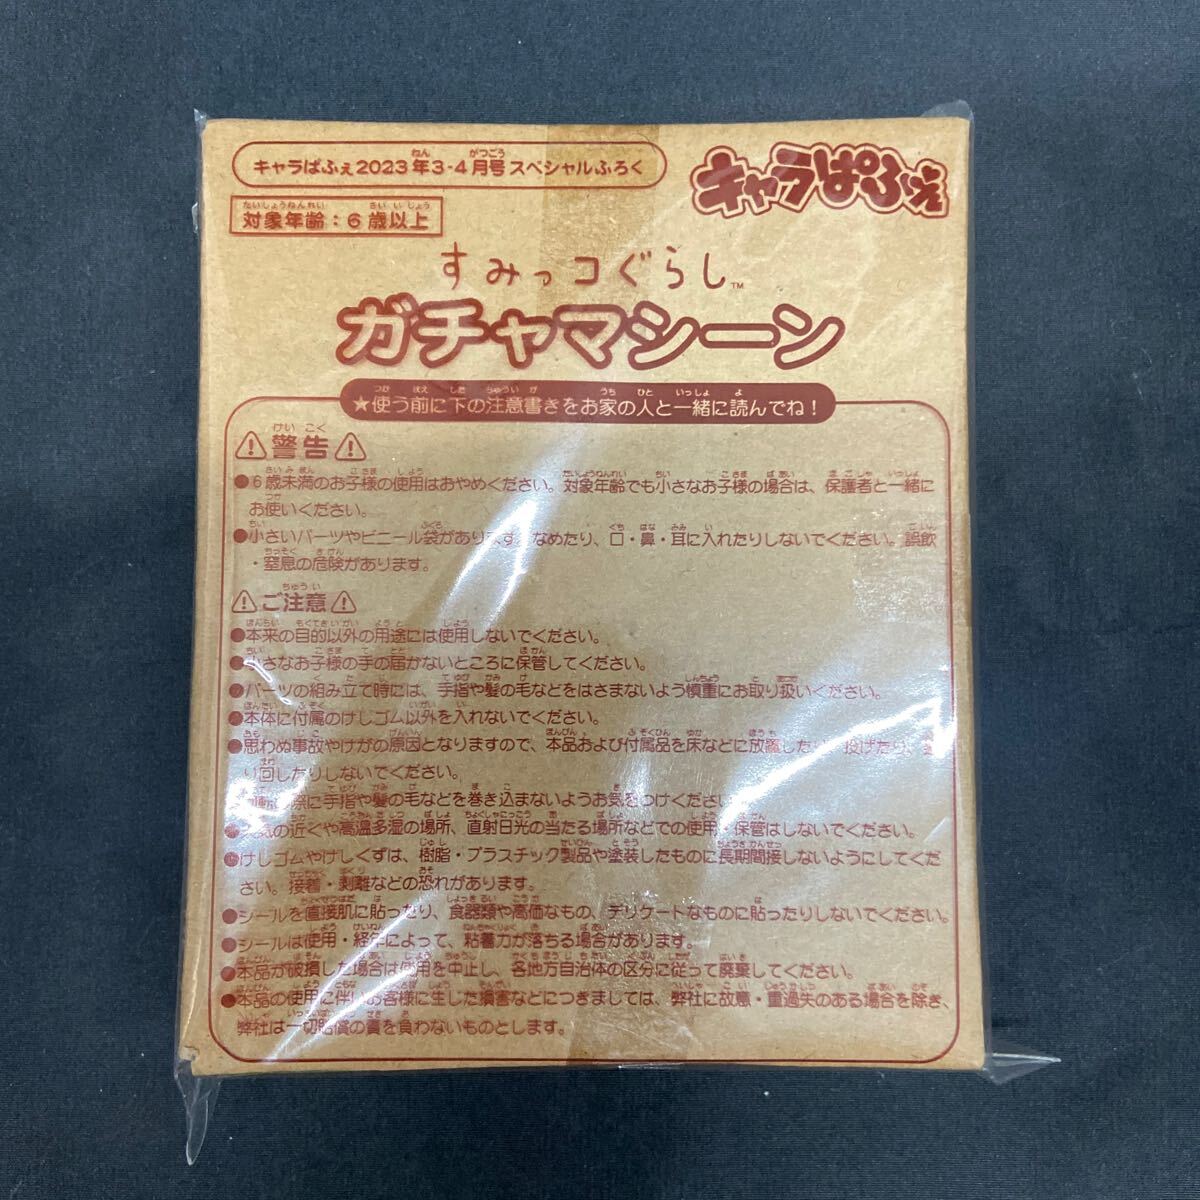 キャラぱふぇ2023年3-4月号スペシャルふろく
キャラぱふぇ
対象年齢：6歳以上
すみっコぐらし™
ガチャマシーン
★使う前に下の注意書きをお家の人と一緒に読んでね！
警告
●6歳未満のお子様の使用はおやめください。対象年齢でも小さなお子様の場合は、保護者と一緒に
お使いください。
●小さいパーツやビニール袋があります。なめたり、口・鼻・耳に入れたりしないでください。誤飲
・窒息の危険があります。
ご注意
●本来の目的以外の用途には使用しないでください。
●小さなお子様の手の届かないところに保管してください。
●パーツの組み立て時には、手指や髪の毛などをはさまないよう慎重にお取り扱いください。
●本体に付属のけしゴム以外を入れないでください。
●思わぬ事故やけがの原因となりますので、本品および付属品を床などに放置したり、投げたり、
り回したりしないでください。
際に手指や髪の毛などを巻き込まないようお気をつけください。
●火気の近くや高温多湿の場所、直射日光の当たる場所などでの使用・保管はしないでください。
●けしゴムやけしくずは、樹脂・プラスチック製品や塗装したものに長期間接しないようにしてくだ
さい。接着・剥離などの恐れがあります。
●シールを直接肌に貼ったり、食器類や高価なもの、デリケートなものに貼ったりしないでください。
●シールは使用・経年によって、粘着力が落ちる場合があります。
●本品が破損した場合は使用を中止し、各地方自治体の区分に従って廃棄してください。
●本品の使用に伴いお客様に生じた損害などにつきましては、弊社に故意・重過失のある場合を除き、
弊社は一切賠償の責を負わないものとします。